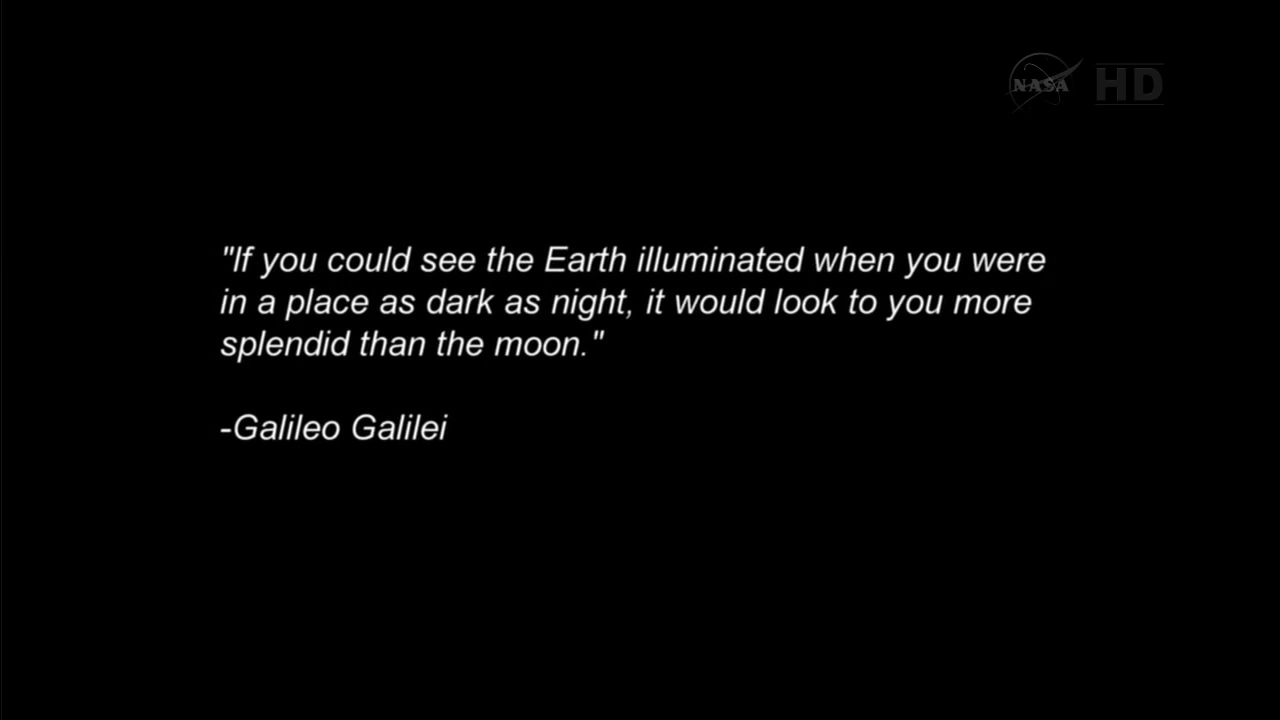 NASA HD
"If you could see the Earth illuminated when you were
in a place as dark as night, it would look to you more
splendid than the moon."
-Galileo Galilei